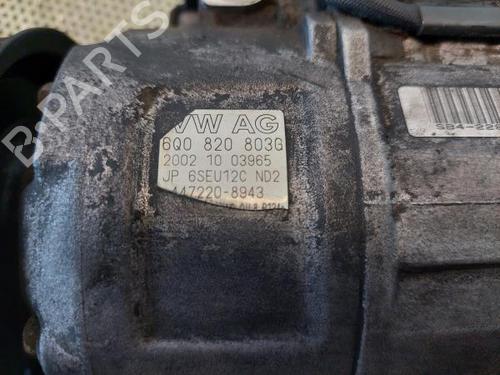 B-PARTS
VW AG
6Q0 820 803G
2002 10 03965
JP 6SEU12C ND2
447220-8943